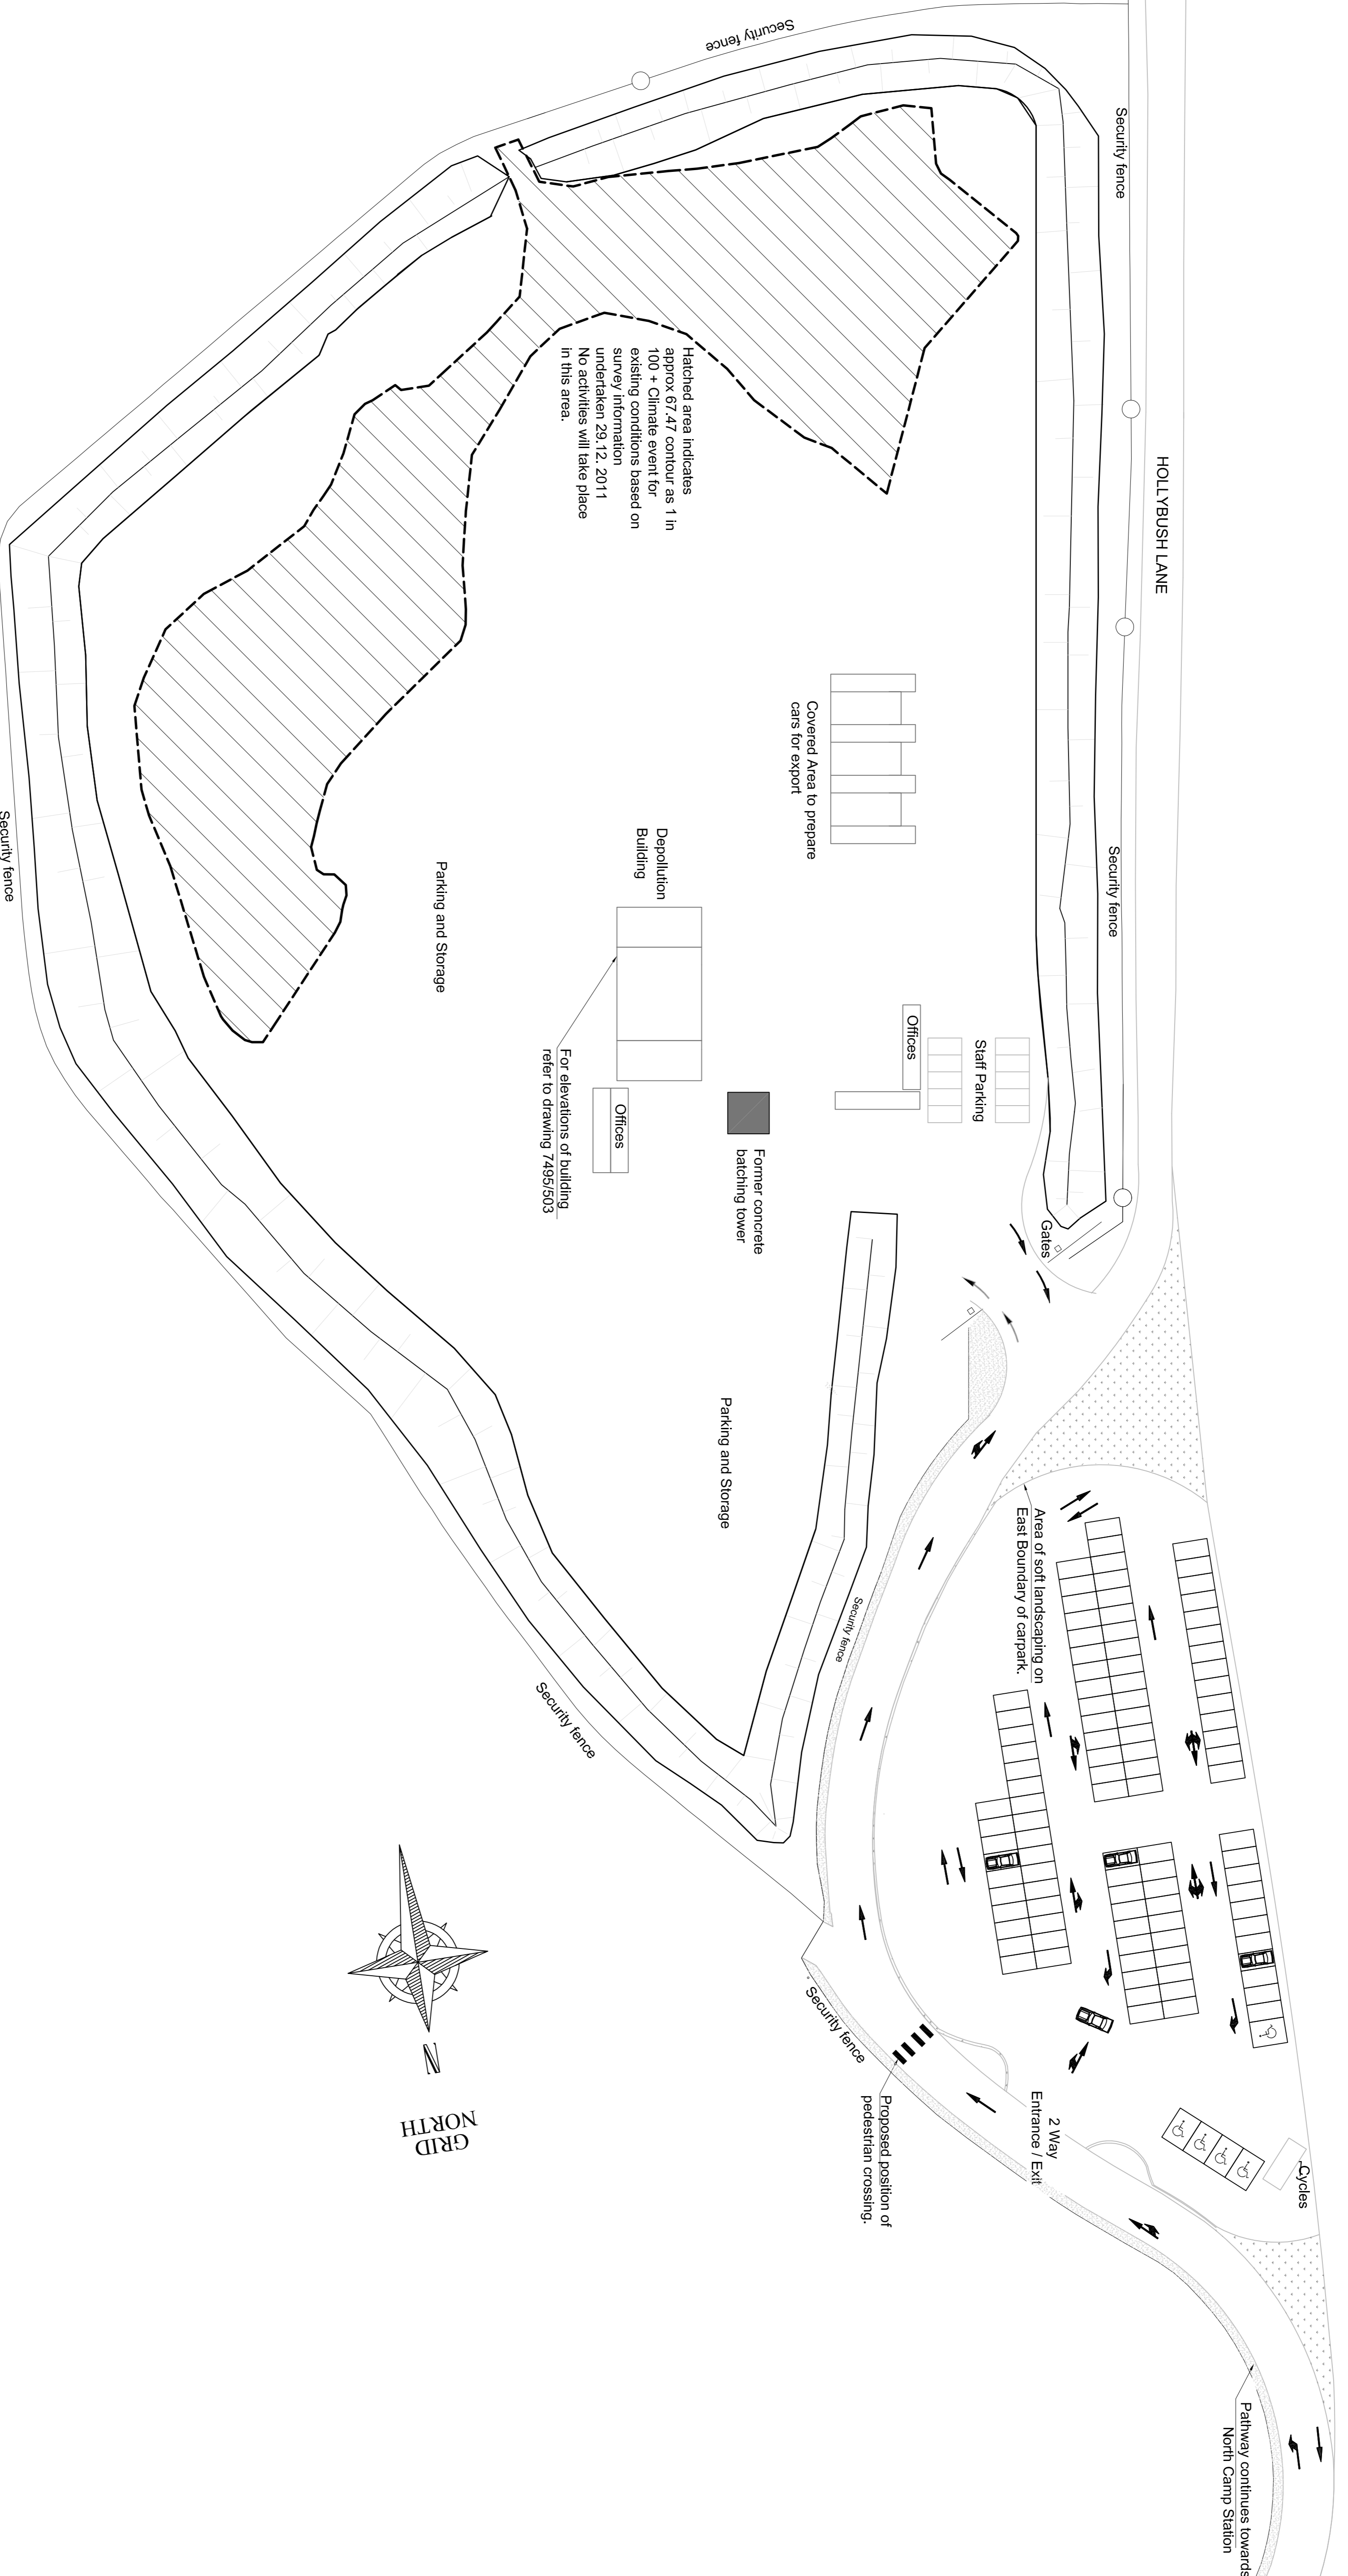 Security fence
Security fence
HOLLYBUSH LANE
Hatched area indicates
approx 67.47 contour as 1 in
100 + Climate event for
existing conditions based on
survey information
undertaken 29.12. 2011
No activities will take place
in this area.
Covered Area to prepare
cars for export
Security fence
Security fence
Depollution
Building
Parking and Storage
Offices
Staff Parking
For elevations of building
refer to drawing 7495/503
Offices
Former concrete
batching tower
Gates
Parking and Storage
Area of soft landscaping on
East Boundary of carpark.
Security fence
Security fence
Security fence
Proposed position of
pedestrian crossing.
2 Way
Entrance / Exit
Cycles
GRID
NORTH
N
Pathway continues towards
North Camp Station